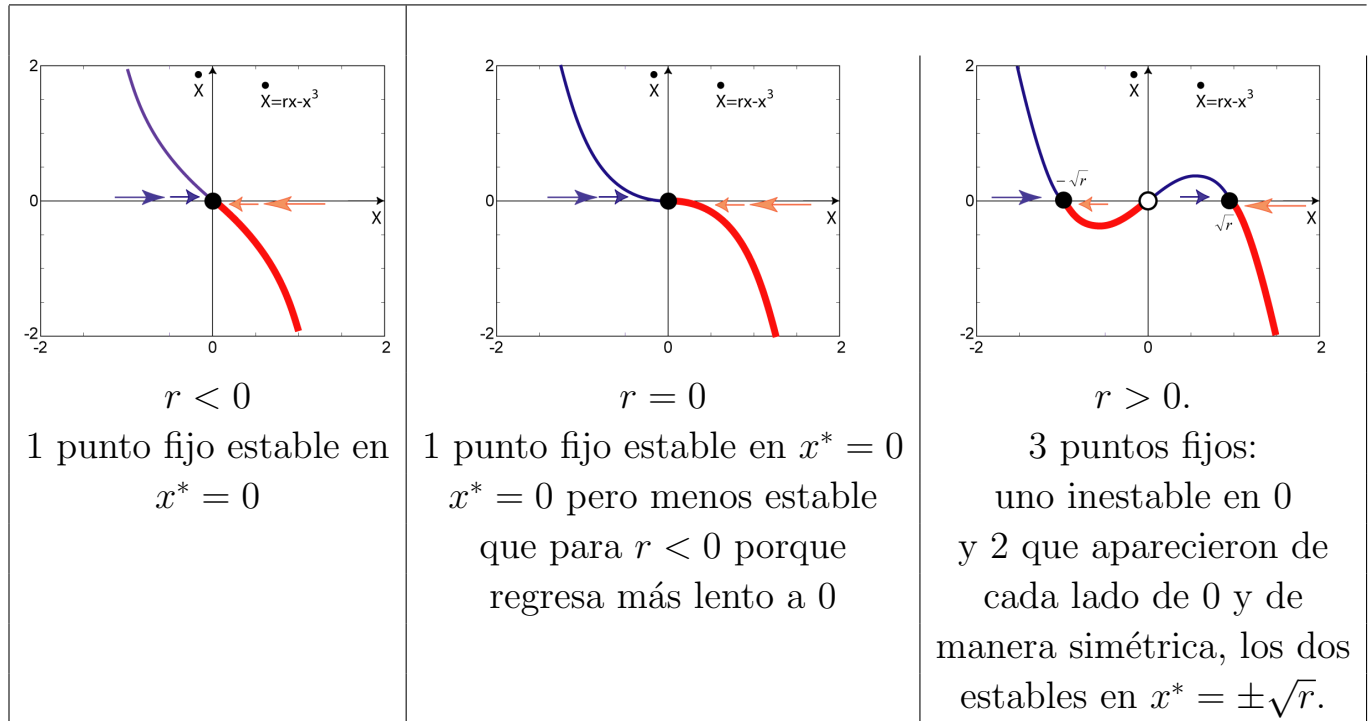 2
Ẋ
Ẋ=rx-x³
0
X
-2
-2
0
2
r < 0
1 punto fijo estable en
x* = 0
2
Ẋ
Ẋ=rx-x³
0
X
-2
-2
0
2
r = 0
1 punto fijo estable en x* = 0
x* = 0 pero menos estable
que para r < 0 porque
regresa más lento a 0
2
Ẋ
Ẋ=rx-x³
-√r
0
X
√r
-2
-2
0
2
r > 0.
3 puntos fijos:
uno inestable en 0
y 2 que aparecieron de
cada lado de 0 y de
manera simétrica, los dos
estables en x* = ±√r.